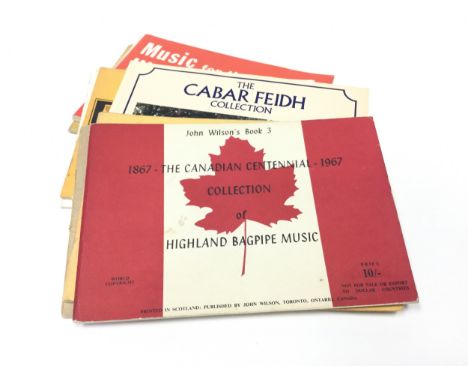 Music for
THE
CABAR FEIDH
COLLECTION
John Wilson's Book 3
1867 - THE CANADIAN CENTENNIAL - 1967
COLLECTION
of
HIGHLAND BAGPIPE MUSIC
WORLD
COPYRIGHT
PRICE
10/-
NOT FOR SALE OR EXPORT
TO DOLLAR COUNTRIES
PRINTED IN SCOTLAND: PUBLISHED BY JOHN WILSON, TORONTO, ONTARIO, CANADA